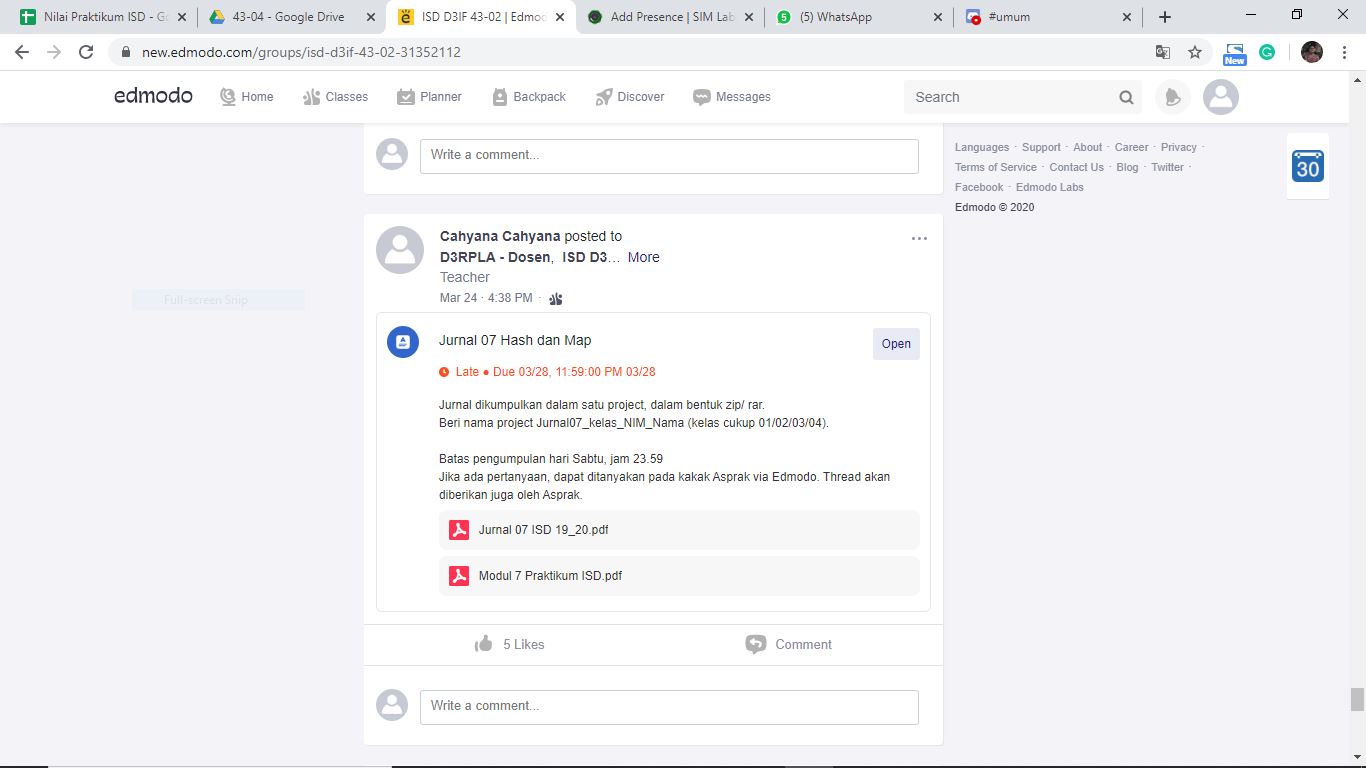 Nilai Praktikum ISD - Go
43-04 - Google Drive
ISD D3IF 43-02 | Edmod
Add Presence | SIM Lab
(5) WhatsApp
#umum
new.edmodo.com/groups/isd-d3if-43-02-31352112
New
edmodo
Home
Classes
Planner
Backpack
Discover
Messages
Search
Write a comment...
Languages · Support · About · Career · Privacy ·
Terms of Service · Contact Us · Blog · Twitter ·
Facebook · Edmodo Labs
Edmodo © 2020
30
Cahyana Cahyana posted to
D3RPLA - Dosen, ISD D3... More
Teacher
Mar 24 · 4:38 PM ·
Full-screen Snip
Jurnal 07 Hash dan Map
Open
Late ● Due 03/28, 11:59:00 PM 03/28
Jurnal dikumpulkan dalam satu project, dalam bentuk zip/ rar.
Beri nama project Jurnal07_kelas_NIM_Nama (kelas cukup 01/02/03/04).
Batas pengumpulan hari Sabtu, jam 23.59
Jika ada pertanyaan, dapat ditanyakan pada kakak Asprak via Edmodo. Thread akan
diberikan juga oleh Asprak.
Jurnal 07 ISD 19_20.pdf
Modul 7 Praktikum ISD.pdf
5 Likes
Comment
Write a comment...